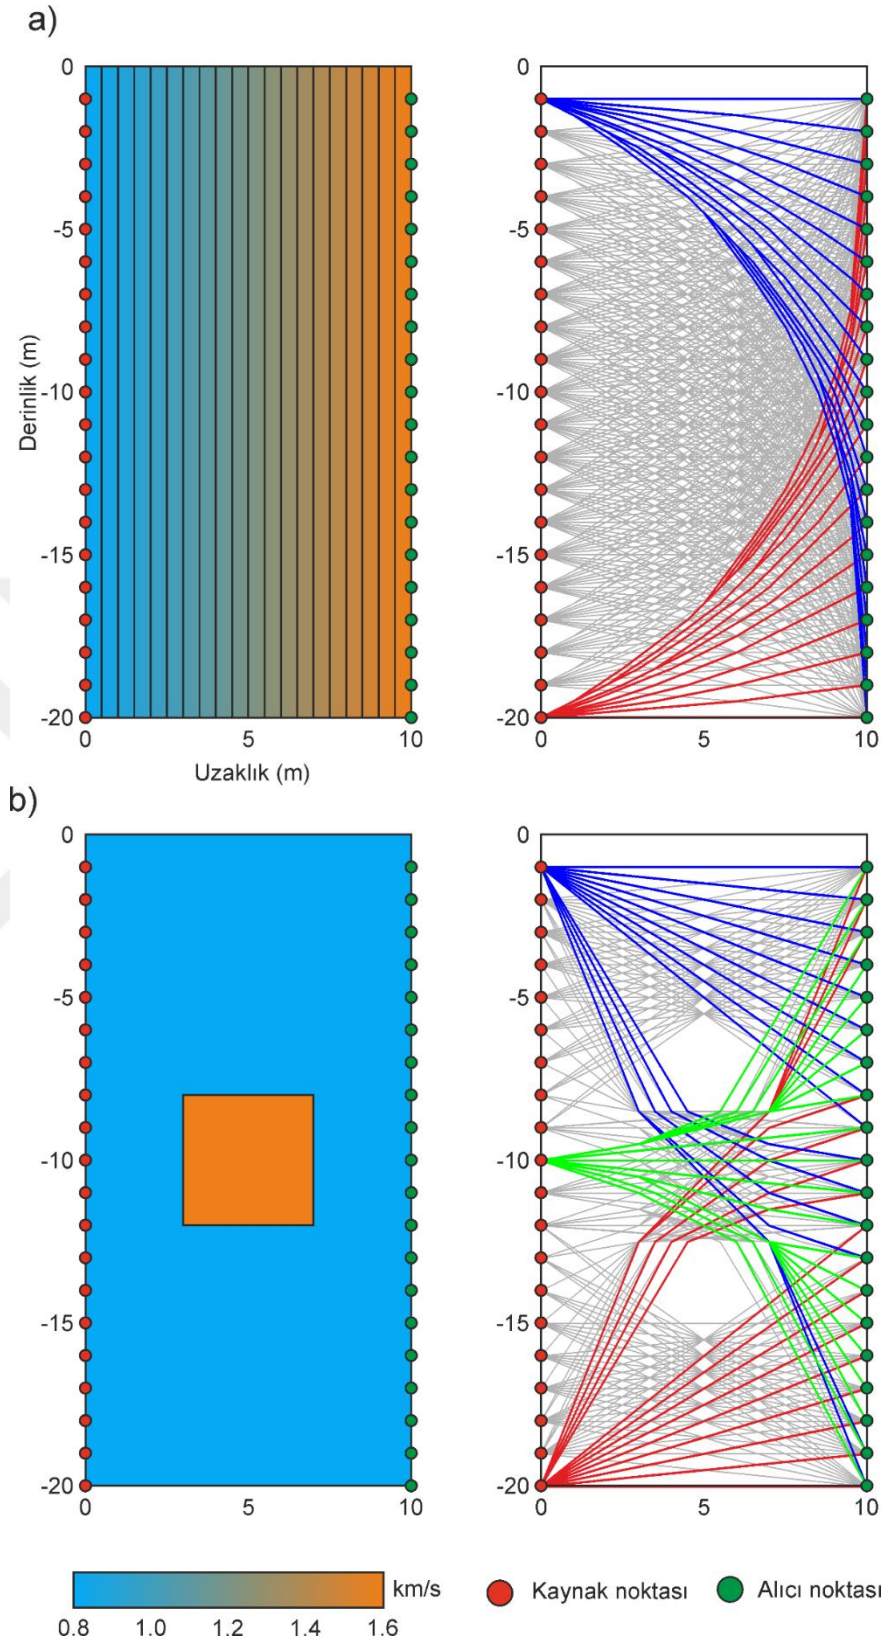 a)
0 0
-5 -5
Derinlik (m)
-10 -10
-15 -15
-20 -20
0 5 10 0 5 10
Uzaklık (m)
b)
0 0
-5 -5
-10 -10
-15 -15
-20 -20
0 5 10 0 5 10
km/s Kaynak noktası Alıcı noktası
0.8 1.0 1.2 1.4 1.6